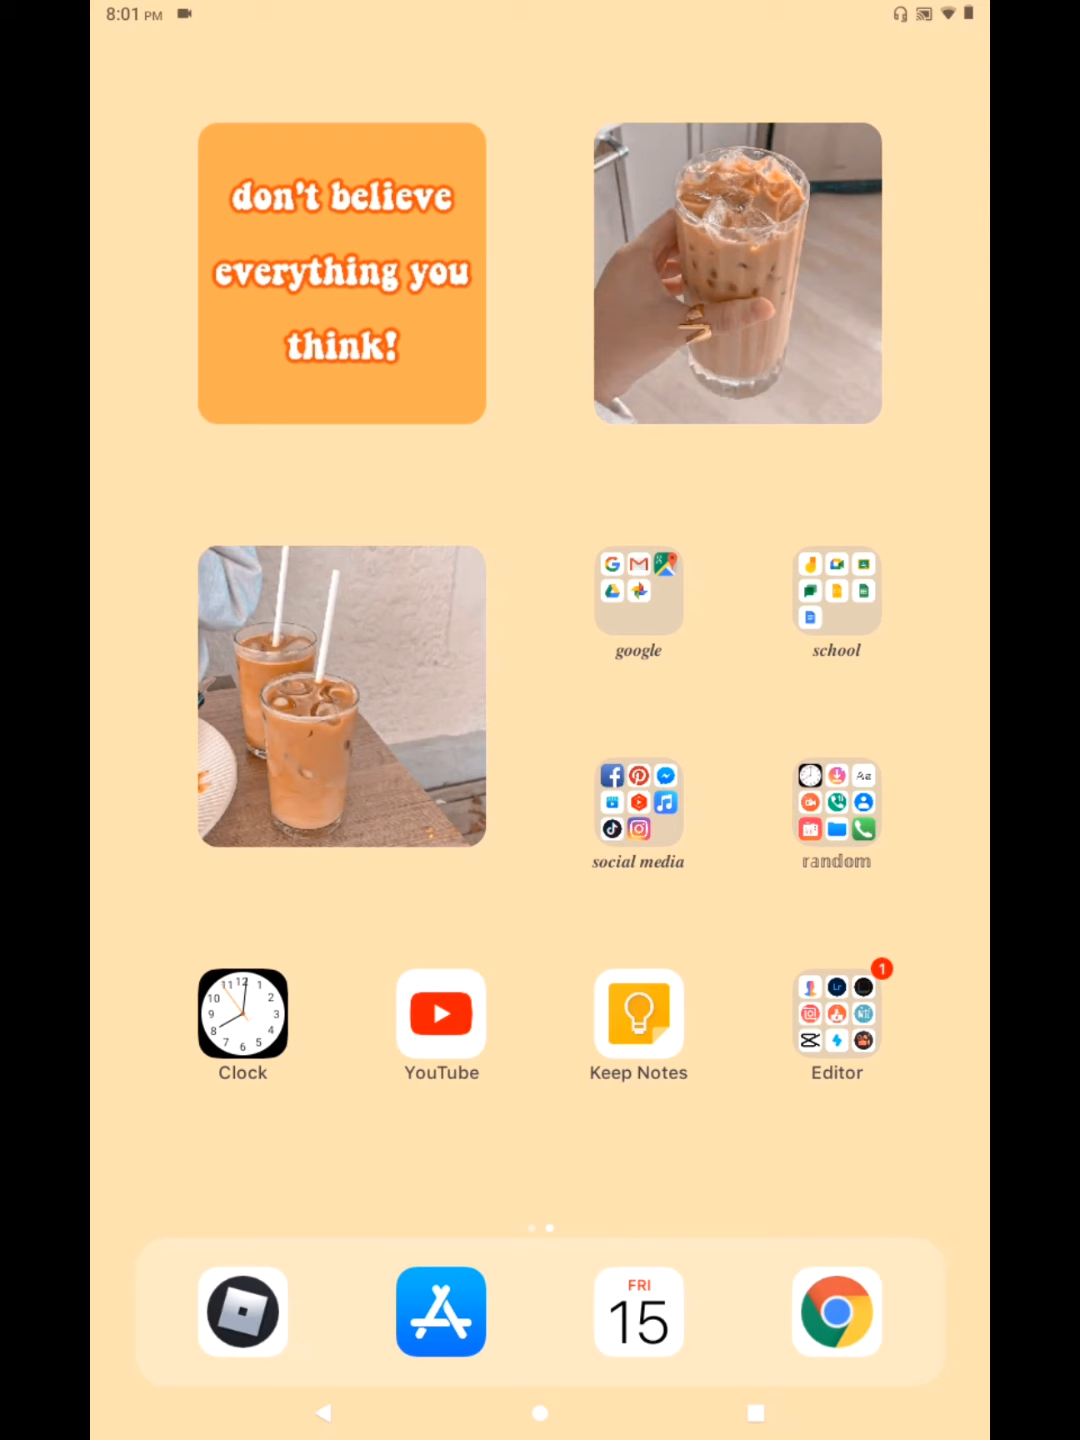 8:01 PM
don't believe
everything you
think!
google
school
social media
random
1
Clock
YouTube
Keep Notes
Editor
FRI
15